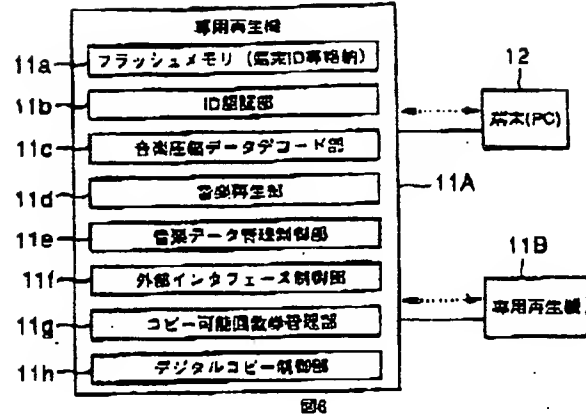 専用再生機
11a フラッシュメモリ(鑑定ID等格納)
11b ID認証部
11c 音楽圧縮データデコード部
11d 音楽再生部
11e 音楽データ管理制御部
11f 外部インタフェース制御部
11g コピー可能回数等管理部
11h デジタルコピー制御部
11A
12
端末(PC)
11B
専用再生機
図6